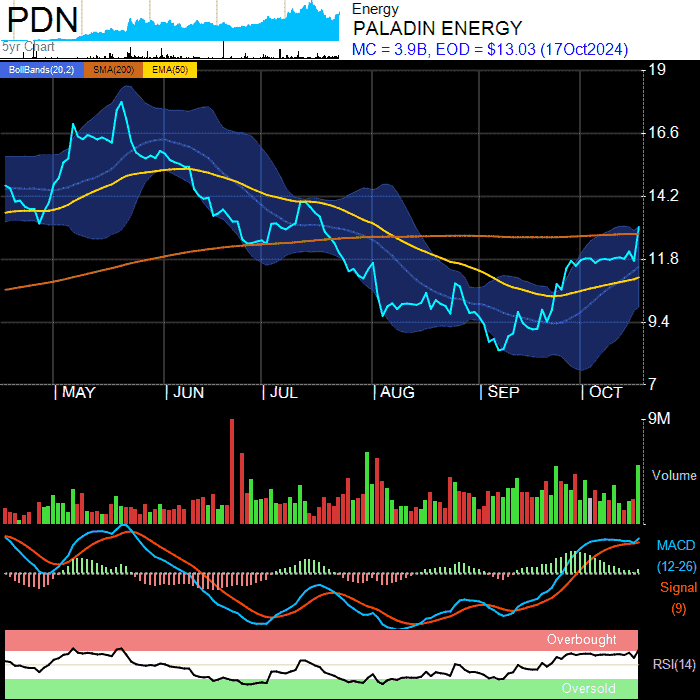 PDN
5yr Chart
Energy
PALADIN ENERGY
MC = 3.9B, EOD = $13.03 (17Oct2024)
BollBands(20,2) SMA(200) EMA(50)
19
16.6
14.2
11.8
9.4
7
MAY JUN JUL AUG SEP OCT
9M
Volume
MACD
(12-26)
Signal
(9)
Overbought
RSI(14)
Oversold